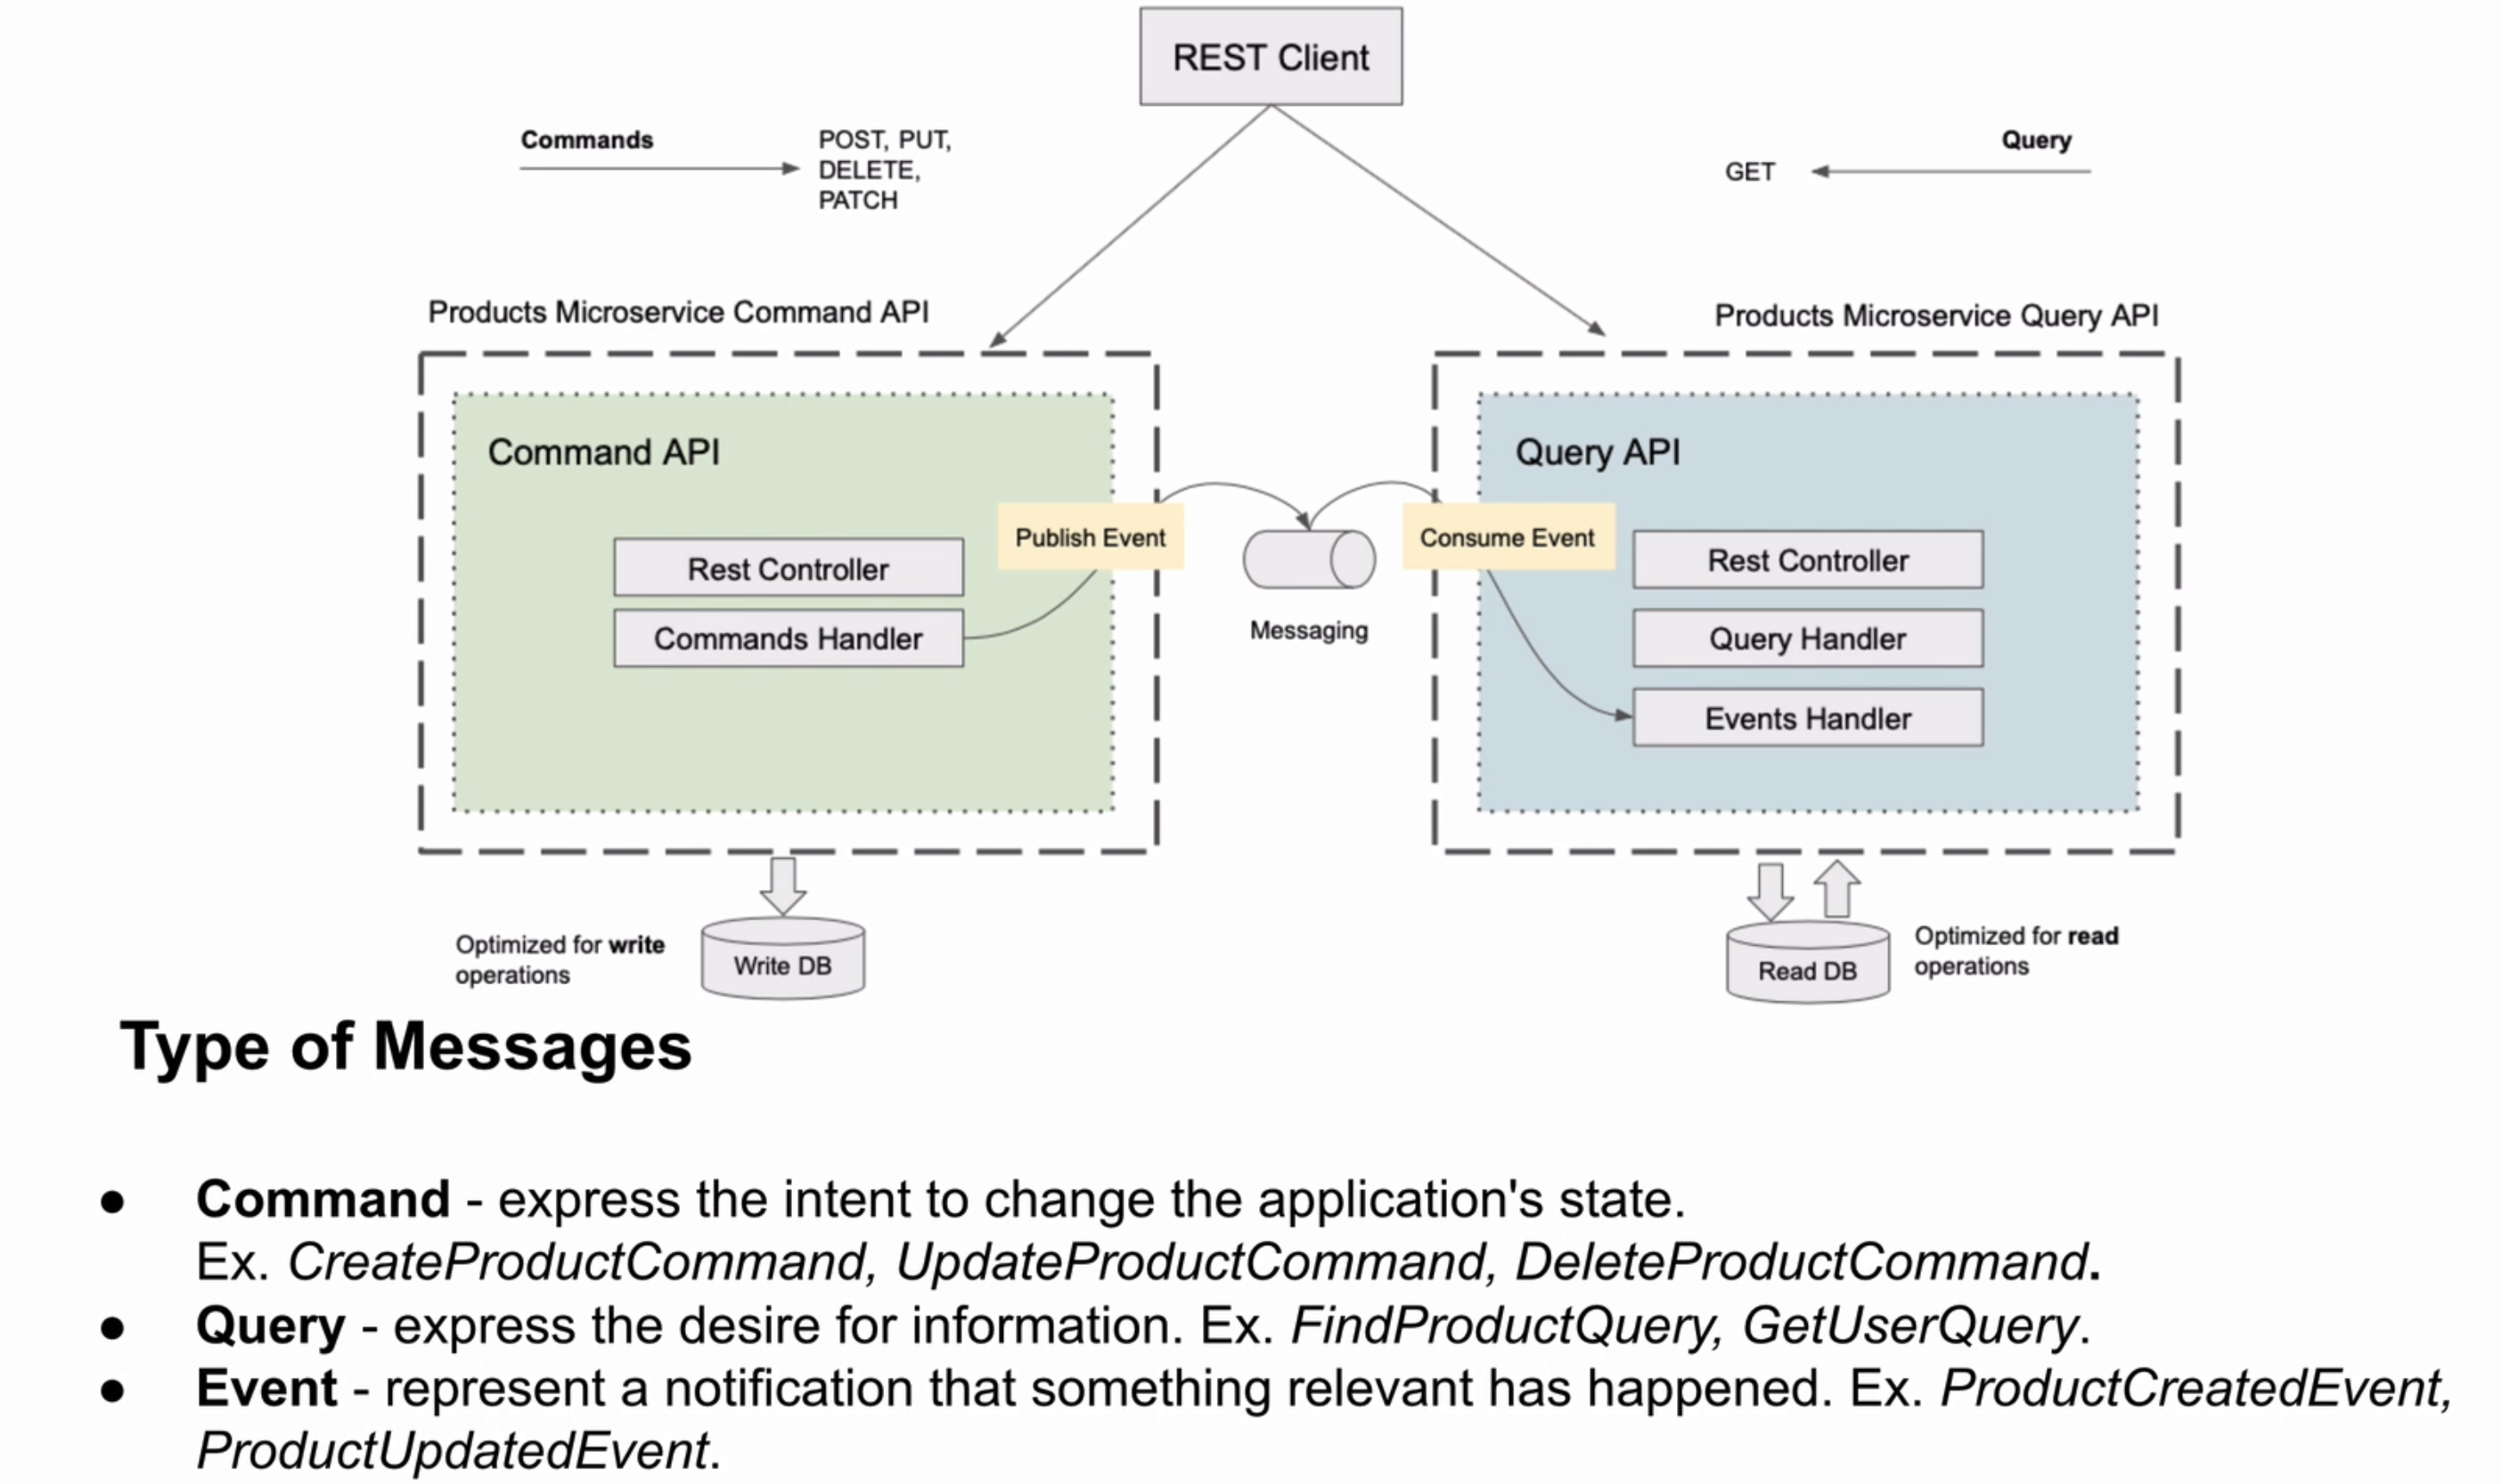 REST Client
Commands
POST, PUT,
DELETE,
PATCH
Query
GET
Products Microservice Command API
Products Microservice Query API
Command API
Query API
Publish Event
Consume Event
Rest Controller
Commands Handler
Messaging
Rest Controller
Query Handler
Events Handler
Optimized for write
operations
Write DB
Read DB
Optimized for read
operations
Type of Messages
● Command - express the intent to change the application's state.
Ex. CreateProductCommand, UpdateProductCommand, DeleteProductCommand.
● Query - express the desire for information. Ex. FindProductQuery, GetUserQuery.
● Event - represent a notification that something relevant has happened. Ex. ProductCreatedEvent,
ProductUpdatedEvent.